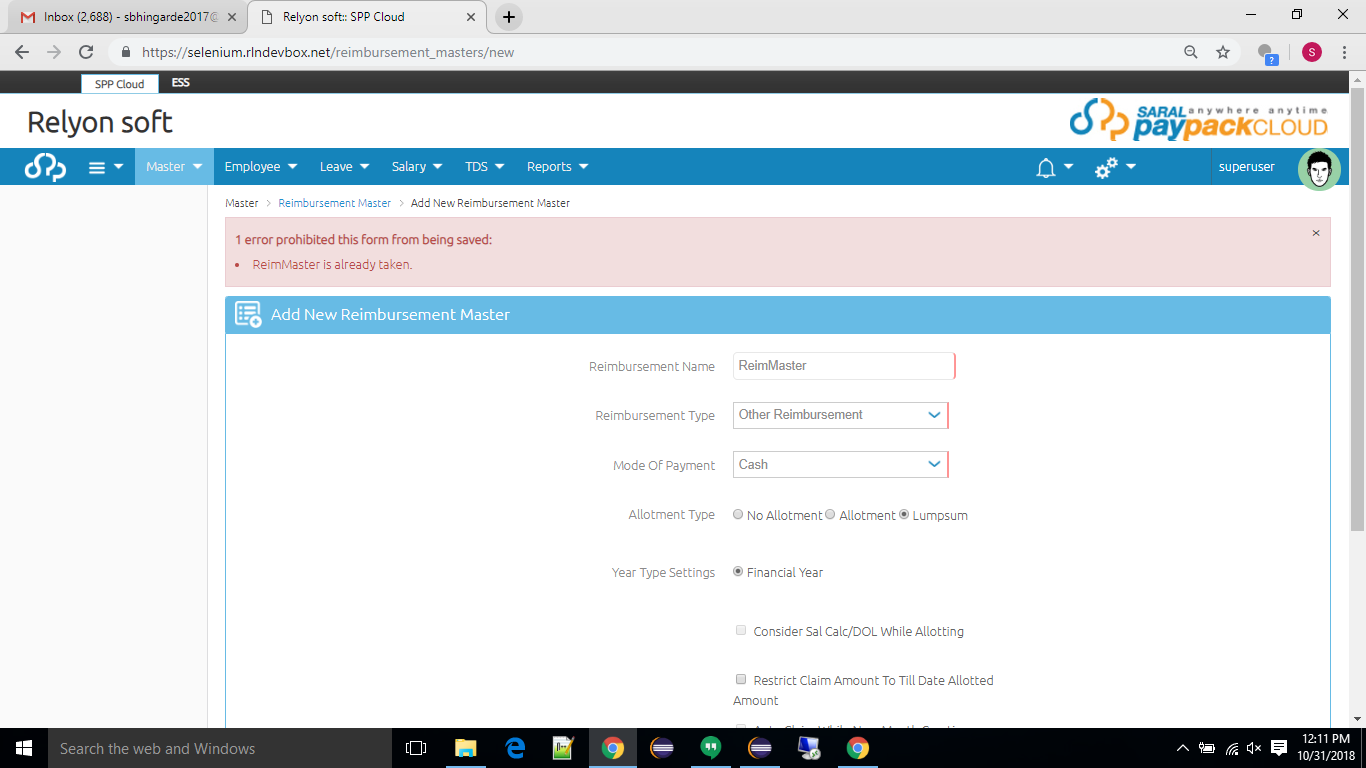 Inbox (2,688) - sbhingarde2017@
Relyon soft:: SPP Cloud
https://selenium.rlndevbox.net/reimbursement_masters/new
S
?
SPP Cloud
ESS
Relyon soft
SARAL anywhere anytime
paypackCLOUD
Master
Employee
Leave
Salary
TDS
Reports
superuser
Master > Reimbursement Master > Add New Reimbursement Master
1 error prohibited this form from being saved:
• ReimMaster is already taken.
×
Add New Reimbursement Master
Reimbursement Name
ReimMaster
Reimbursement Type
Other Reimbursement
Mode Of Payment
Cash
Allotment Type
No Allotment Allotment Lumpsum
Year Type Settings
Financial Year
Consider Sal Calc/DOL While Allotting
Restrict Claim Amount To Till Date Allotted
Amount
Search the web and Windows
12:11 PM
10/31/2018